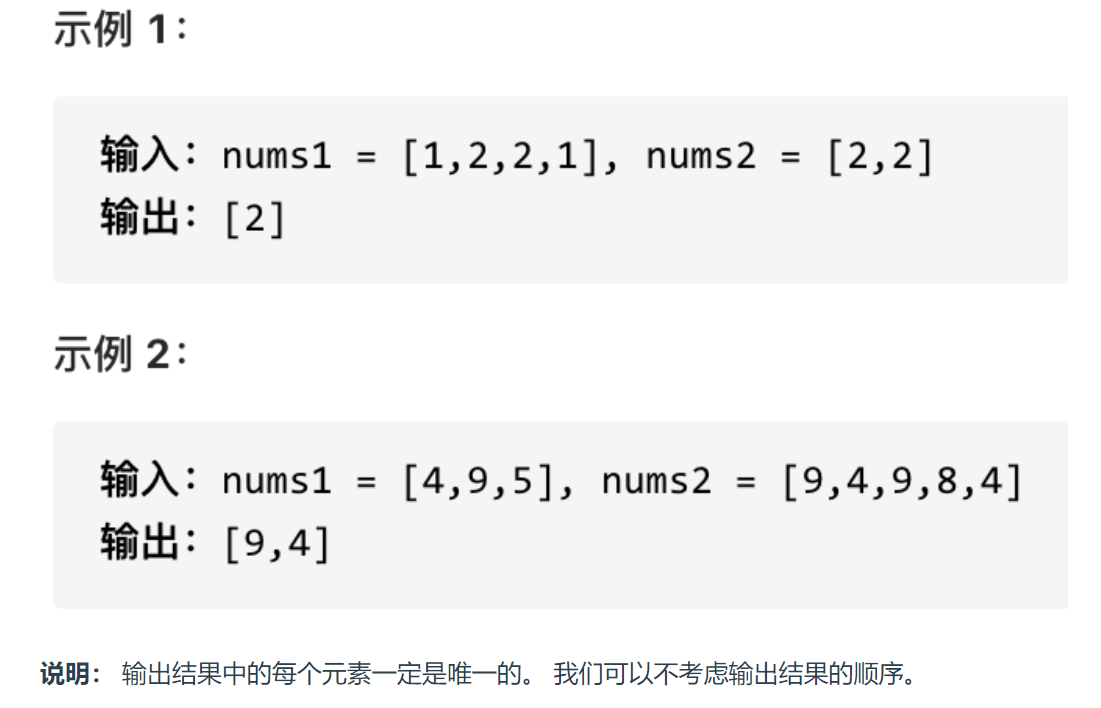 示例 1：
输入：nums1 = [1,2,2,1], nums2 = [2,2]
输出：[2]
示例 2：
输入：nums1 = [4,9,5], nums2 = [9,4,9,8,4]
输出：[9,4]
说明： 输出结果中的每个元素一定是唯一的。 我们可以不考虑输出结果的顺序。